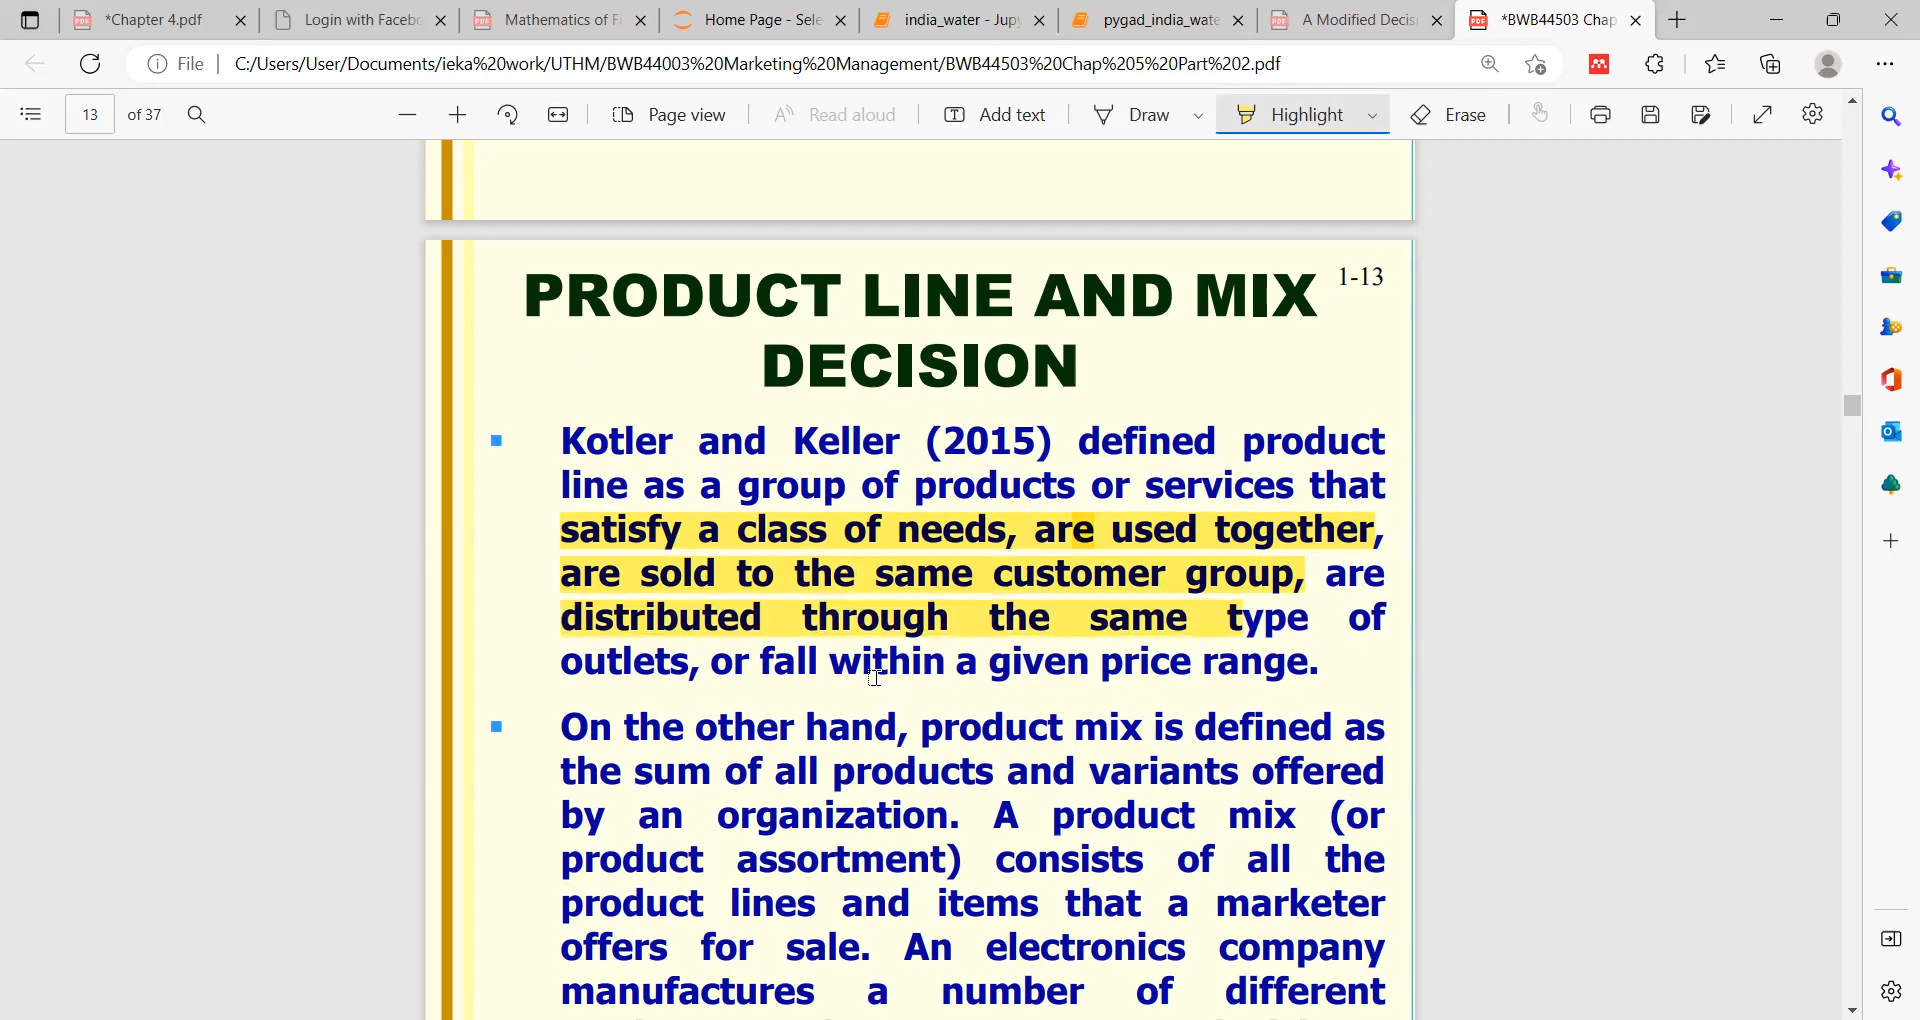 *Chapter 4.pdf
Login with Facebo
Mathematics of Fi
Home Page - Sele
india_water - Jupy
pygad_india_wate
A Modified Decis
*BWB44503 Chap
File
C:/Users/User/Documents/ieka%20work/UTHM/BWB44003%20Marketing%20Management/BWB44503%20Chap%205%20Part%202.pdf
13 of 37
Page view
Read aloud
Add text
Draw
Highlight
Erase
PRODUCT LINE AND MIX
1-13
DECISION
Kotler and Keller (2015) defined product
line as a group of products or services that
satisfy a class of needs, are used together,
are sold to the same customer group, are
distributed through the same type of
outlets, or fall within a given price range.
On the other hand, product mix is defined as
the sum of all products and variants offered
by an organization. A product mix (or
product assortment) consists of all the
product lines and items that a marketer
offers for sale. An electronics company
manufactures a number of different